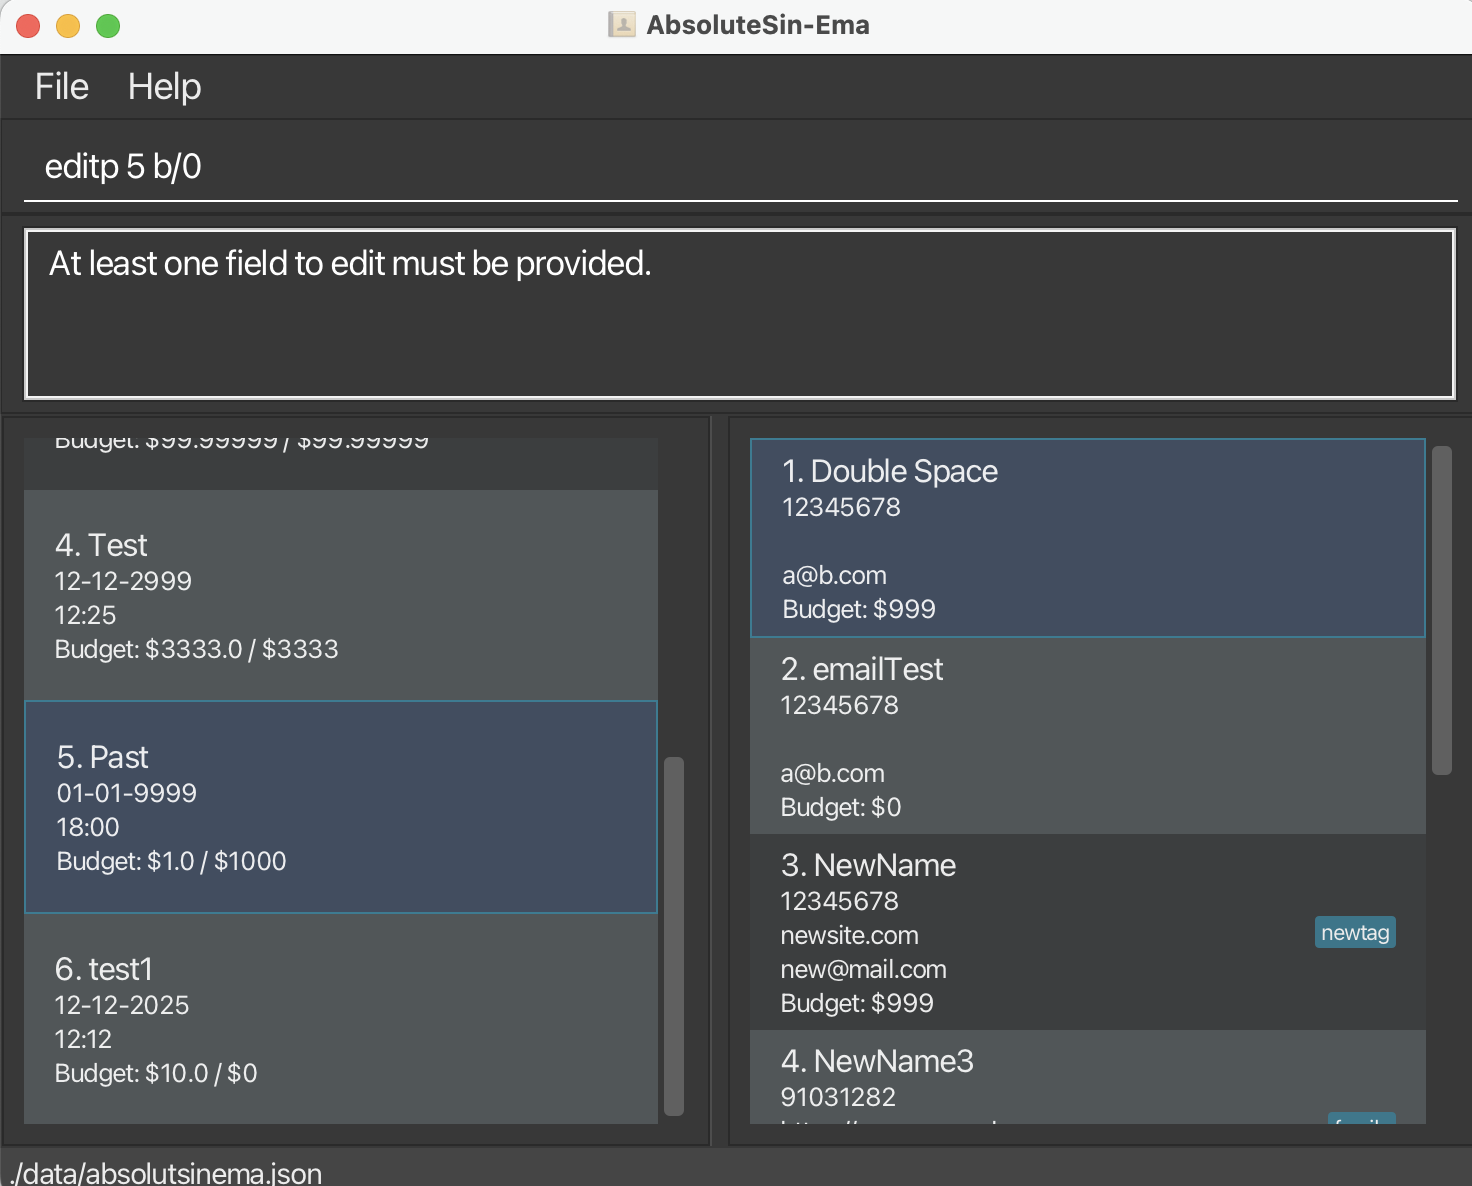 AbsoluteSin-Ema
File Help
editp 5 b/0
At least one field to edit must be provided.
Budget: $99.99999 / $99.99999
4. Test
12-12-2999
12:25
Budget: $3333.0 / $3333
5. Past
01-01-9999
18:00
Budget: $1.0 / $1000
6. test1
12-12-2025
12:12
Budget: $10.0 / $0
1. Double Space
12345678
a@b.com
Budget: $999
2. emailTest
12345678
a@b.com
Budget: $0
3. NewName
12345678
newsite.com
newtag
new@mail.com
Budget: $999
4. NewName3
91031282
./data/absolutsinema.json